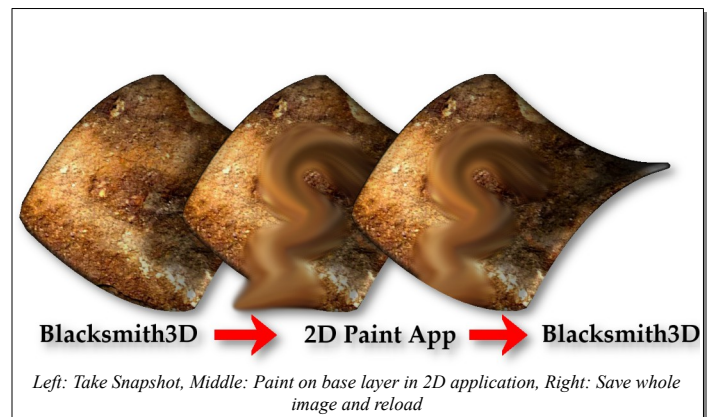 Blacksmith3D 2D Paint App Blacksmith3D
Left: Take Snapshot, Middle: Paint on base layer in 2D application, Right: Save whole
image and reload